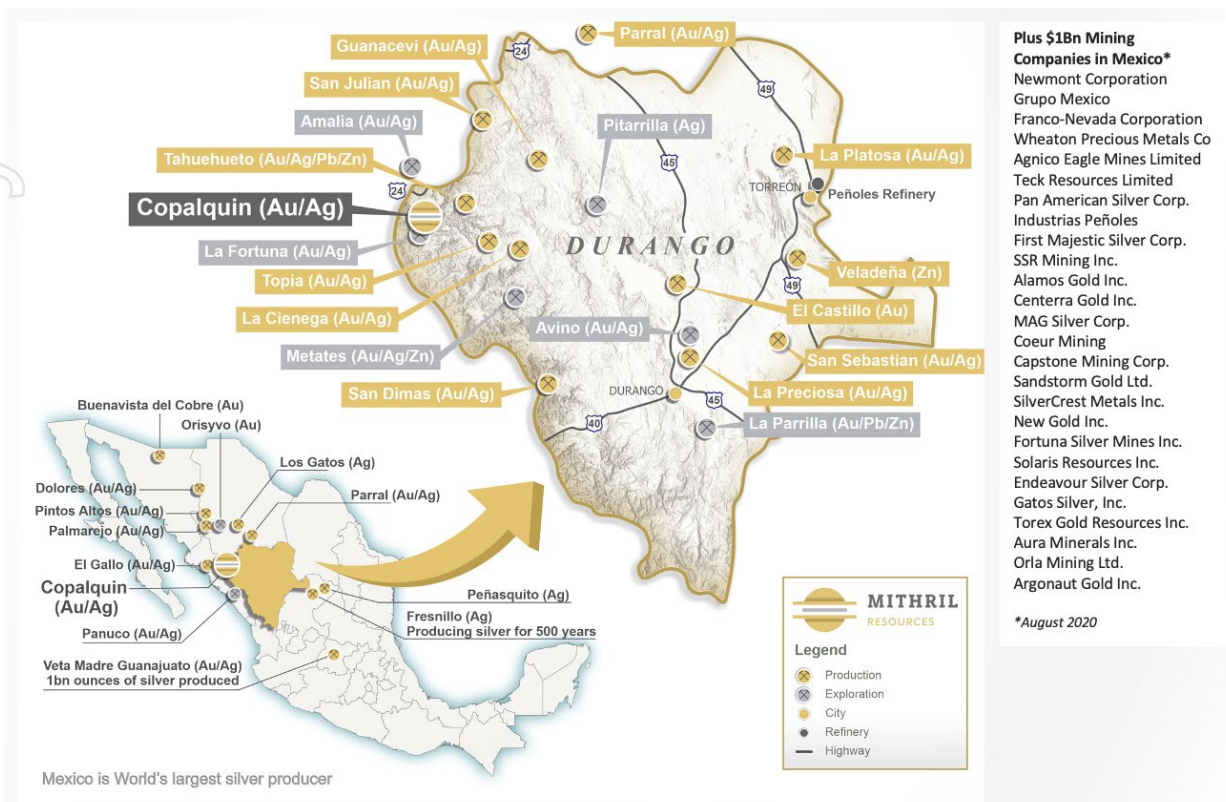 Guanacevi (Au/Ag)
Parral (Au/Ag)
24
San Julian (Au/Ag)
49
Amalia (Au/Ag)
Pitarrilla (Ag)
Tahuehueto (Au/Ag/Pb/Zn)
45
La Platosa (Au/Ag)
24
TORREÓN
Peñoles Refinery
Copalquin (Au/Ag)
La Fortuna (Au/Ag)
DURANGO
Topia (Au/Ag)
Veladeña (Zn)
49
La Cienega (Au/Ag)
El Castillo (Au)
Avino (Au/Ag)
Metates (Au/Ag/Zn)
San Sebastian (Au/Ag)
San Dimas (Au/Ag)
DURANGO
La Preciosa (Au/Ag)
45
40
La Parrilla (Au/Pb/Zn)
Buenavista del Cobre (Au)
Orisyvo (Au)
Los Gatos (Ag)
Dolores (Au/Ag)
Parral (Au/Ag)
Pintos Altos (Au/Ag)
Palmarejo (Au/Ag)
El Gallo (Au/Ag)
Copalquin
(Au/Ag)
Peñasquito (Ag)
Fresnillo (Ag)
Producing silver for 500 years
Panuco (Au/Ag)
Veta Madre Guanajuato (Au/Ag)
1bn ounces of silver produced
Mexico is World's largest silver producer
MITHRIL
RESOURCES
Legend
Production
Exploration
City
Refinery
Highway
Plus $1Bn Mining
Companies in Mexico*
Newmont Corporation
Grupo Mexico
Franco-Nevada Corporation
Wheaton Precious Metals Co
Agnico Eagle Mines Limited
Teck Resources Limited
Pan American Silver Corp.
Industrias Peñoles
First Majestic Silver Corp.
SSR Mining Inc.
Alamos Gold Inc.
Centerra Gold Inc.
MAG Silver Corp.
Coeur Mining
Capstone Mining Corp.
Sandstorm Gold Ltd.
SilverCrest Metals Inc.
New Gold Inc.
Fortuna Silver Mines Inc.
Solaris Resources Inc.
Endeavour Silver Corp.
Gatos Silver, Inc.
Torex Gold Resources Inc.
Aura Minerals Inc.
Orla Mining Ltd.
Argonaut Gold Inc.
*August 2020